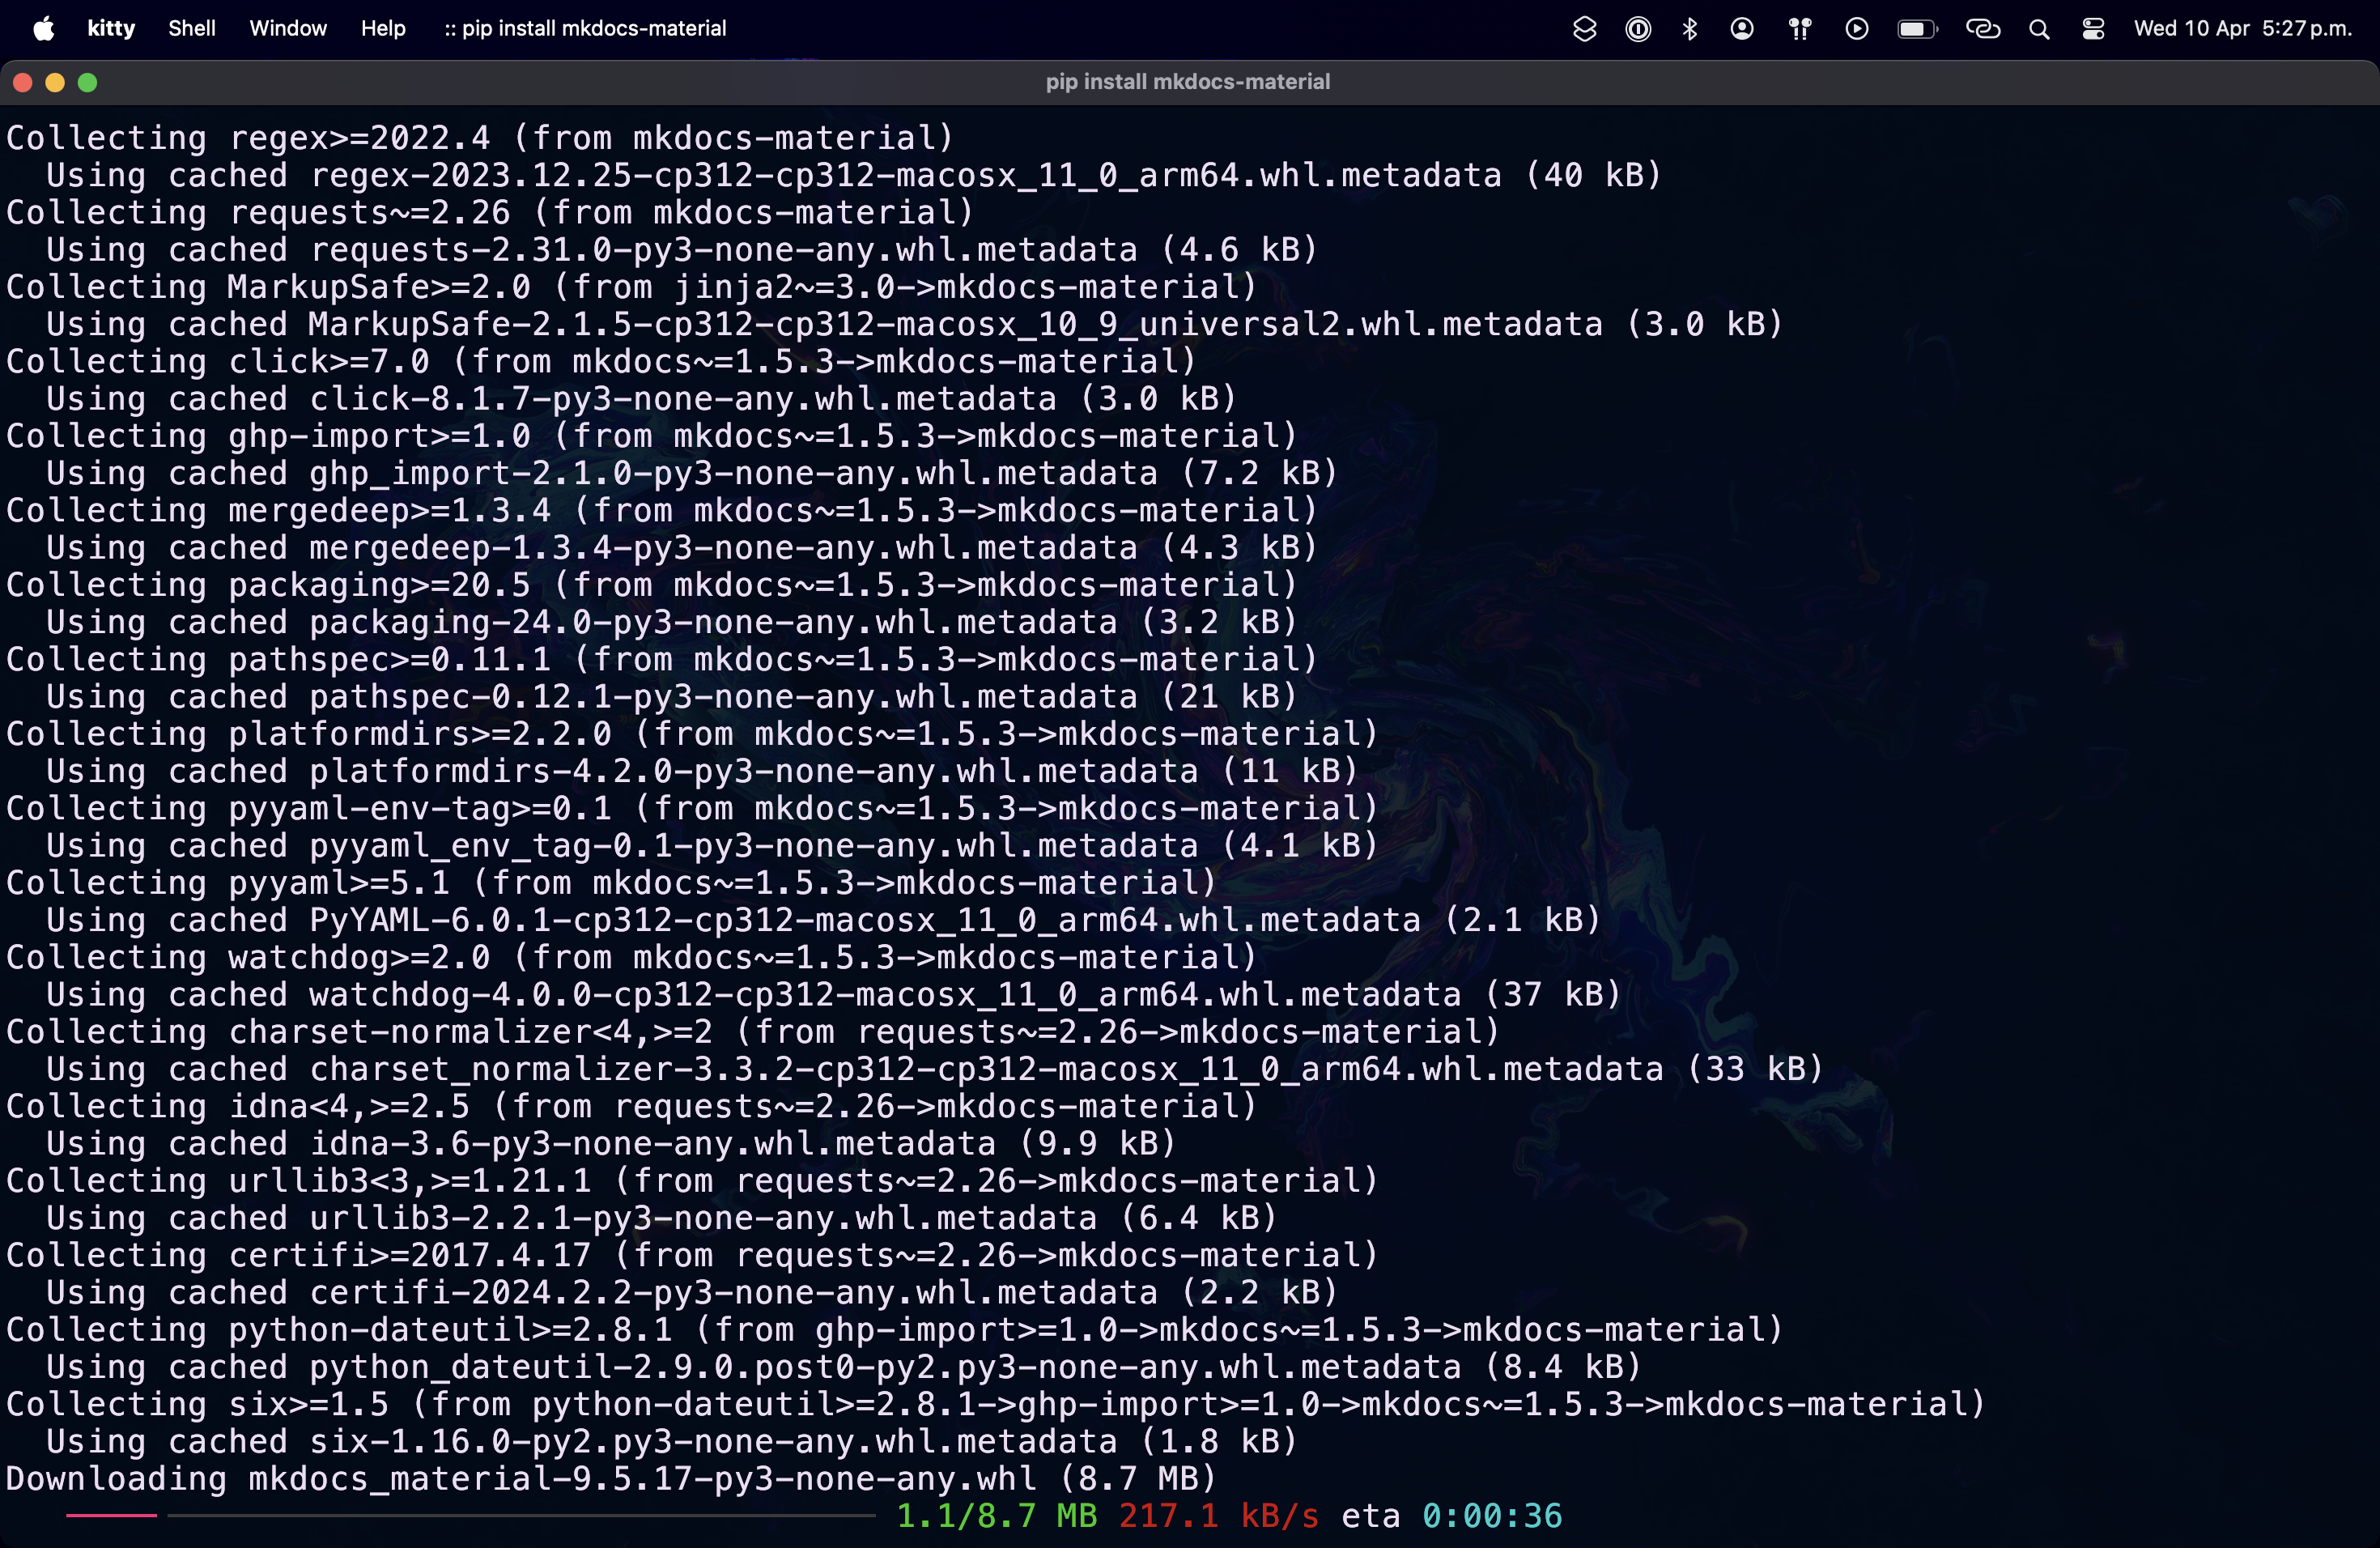 kitty Shell Window Help :: pip install mkdocs-material Wed 10 Apr 5:27 p.m.
pip install mkdocs-material
Collecting regex>=2022.4 (from mkdocs-material)
  Using cached regex-2023.12.25-cp312-cp312-macosx_11_0_arm64.whl.metadata (40 kB)
Collecting requests~=2.26 (from mkdocs-material)
  Using cached requests-2.31.0-py3-none-any.whl.metadata (4.6 kB)
Collecting MarkupSafe>=2.0 (from jinja2~=3.0->mkdocs-material)
  Using cached MarkupSafe-2.1.5-cp312-cp312-macosx_10_9_universal2.whl.metadata (3.0 kB)
Collecting click>=7.0 (from mkdocs~=1.5.3->mkdocs-material)
  Using cached click-8.1.7-py3-none-any.whl.metadata (3.0 kB)
Collecting ghp-import>=1.0 (from mkdocs~=1.5.3->mkdocs-material)
  Using cached ghp_import-2.1.0-py3-none-any.whl.metadata (7.2 kB)
Collecting mergedeep>=1.3.4 (from mkdocs~=1.5.3->mkdocs-material)
  Using cached mergedeep-1.3.4-py3-none-any.whl.metadata (4.3 kB)
Collecting packaging>=20.5 (from mkdocs~=1.5.3->mkdocs-material)
  Using cached packaging-24.0-py3-none-any.whl.metadata (3.2 kB)
Collecting pathspec>=0.11.1 (from mkdocs~=1.5.3->mkdocs-material)
  Using cached pathspec-0.12.1-py3-none-any.whl.metadata (21 kB)
Collecting platformdirs>=2.2.0 (from mkdocs~=1.5.3->mkdocs-material)
  Using cached platformdirs-4.2.0-py3-none-any.whl.metadata (11 kB)
Collecting pyyaml-env-tag>=0.1 (from mkdocs~=1.5.3->mkdocs-material)
  Using cached pyyaml_env_tag-0.1-py3-none-any.whl.metadata (4.1 kB)
Collecting pyyaml>=5.1 (from mkdocs~=1.5.3->mkdocs-material)
  Using cached PyYAML-6.0.1-cp312-cp312-macosx_11_0_arm64.whl.metadata (2.1 kB)
Collecting watchdog>=2.0 (from mkdocs~=1.5.3->mkdocs-material)
  Using cached watchdog-4.0.0-cp312-cp312-macosx_11_0_arm64.whl.metadata (37 kB)
Collecting charset-normalizer<4,>=2 (from requests~=2.26->mkdocs-material)
  Using cached charset_normalizer-3.3.2-cp312-cp312-macosx_11_0_arm64.whl.metadata (33 kB)
Collecting idna<4,>=2.5 (from requests~=2.26->mkdocs-material)
  Using cached idna-3.6-py3-none-any.whl.metadata (9.9 kB)
Collecting urllib3<3,>=1.21.1 (from requests~=2.26->mkdocs-material)
  Using cached urllib3-2.2.1-py3-none-any.whl.metadata (6.4 kB)
Collecting certifi>=2017.4.17 (from requests~=2.26->mkdocs-material)
  Using cached certifi-2024.2.2-py3-none-any.whl.metadata (2.2 kB)
Collecting python-dateutil>=2.8.1 (from ghp-import>=1.0->mkdocs~=1.5.3->mkdocs-material)
  Using cached python_dateutil-2.9.0.post0-py2.py3-none-any.whl.metadata (8.4 kB)
Collecting six>=1.5 (from python-dateutil>=2.8.1->ghp-import>=1.0->mkdocs~=1.5.3->mkdocs-material)
  Using cached six-1.16.0-py2.py3-none-any.whl.metadata (1.8 kB)
Downloading mkdocs_material-9.5.17-py3-none-any.whl (8.7 MB)
1.1/8.7 MB 217.1 kB/s eta 0:00:36